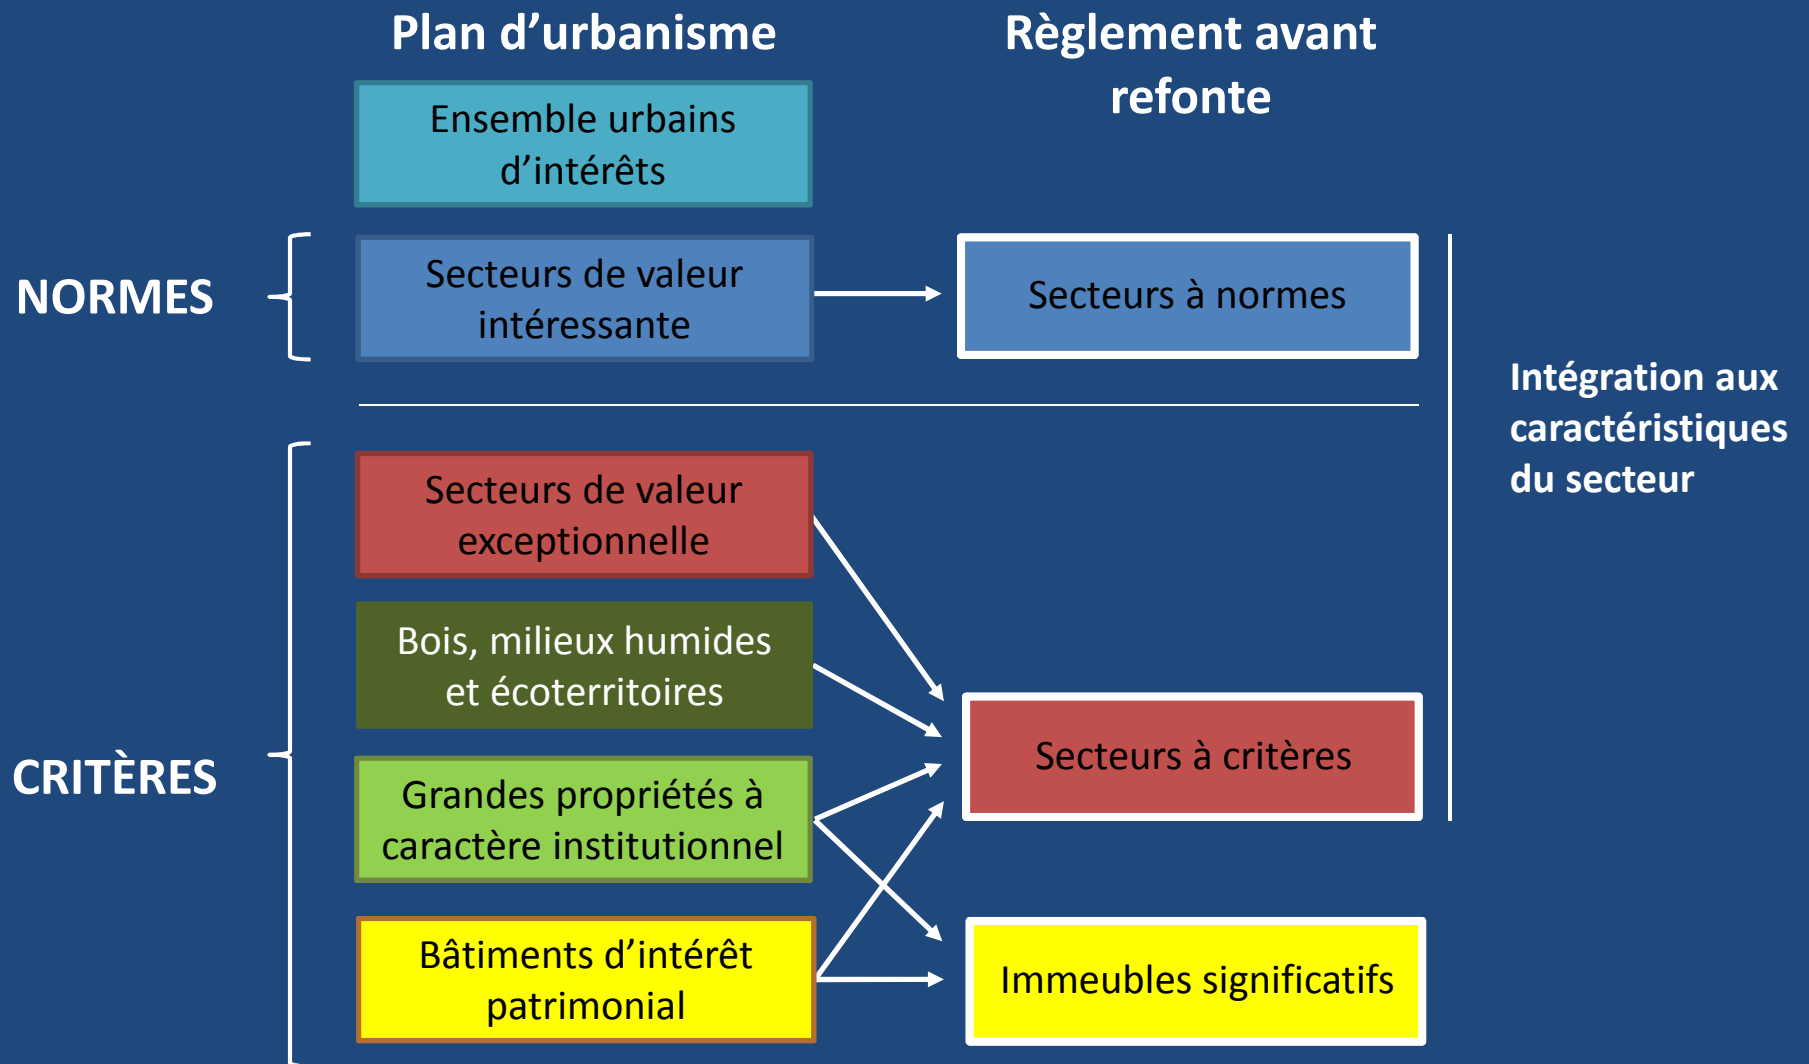 Plan d’urbanisme
Règlement avant
refonte
Ensemble urbains
d’intérêts
NORMES
Secteurs de valeur
intéressante
Secteurs à normes
Intégration aux
caractéristiques
du secteur
CRITÈRES
Secteurs de valeur
exceptionnelle
Bois, milieux humides
et écoterritoires
Grandes propriétés à
caractère institutionnel
Bâtiments d’intérêt
patrimonial
Secteurs à critères
Immeubles significatifs